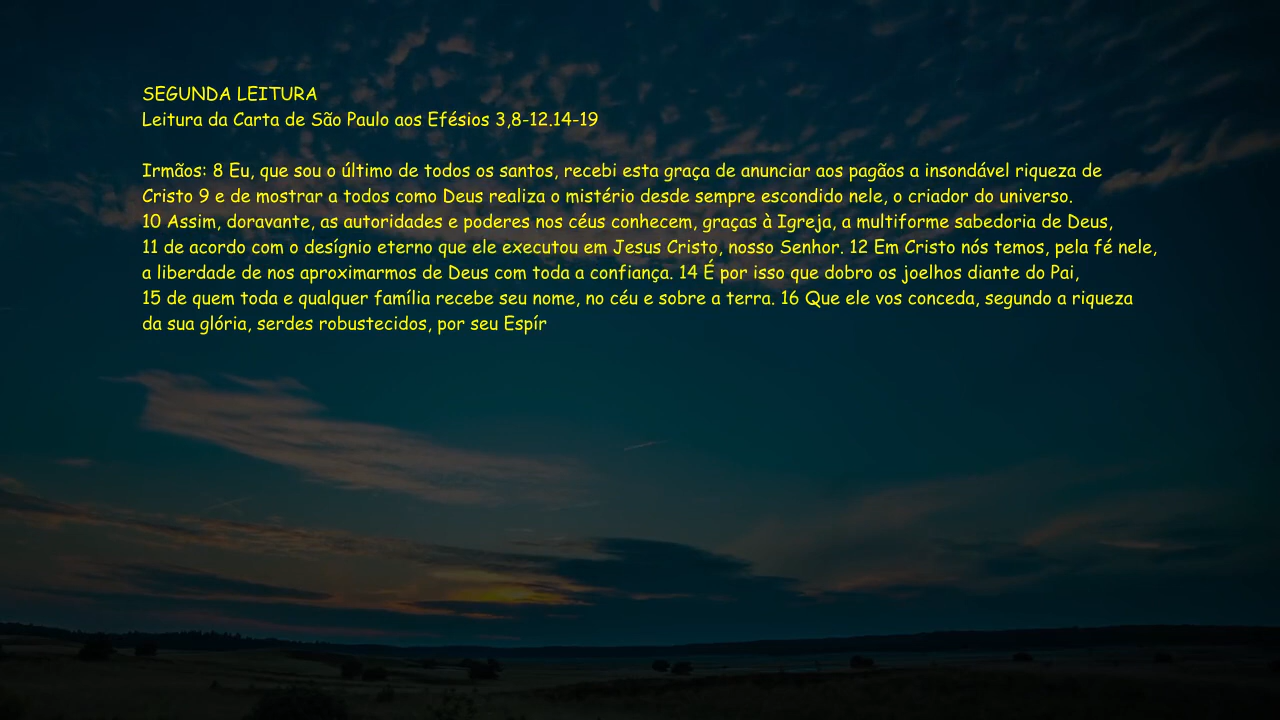 SEGUNDA LEITURA
Leitura da Carta de São Paulo aos Efésios 3,8-12.14-19
Irmãos: 8 Eu, que sou o último de todos os santos, recebi esta graça de anunciar aos pagãos a insondável riqueza de
Cristo 9 e de mostrar a todos como Deus realiza o mistério desde sempre escondido nele, o criador do universo.
10 Assim, doravante, as autoridades e poderes nos céus conhecem, graças à Igreja, a multiforme sabedoria de Deus,
11 de acordo com o desígnio eterno que ele executou em Jesus Cristo, nosso Senhor. 12 Em Cristo nós temos, pela fé nele,
a liberdade de nos aproximarmos de Deus com toda a confiança. 14 É por isso que dobro os joelhos diante do Pai,
15 de quem toda e qualquer família recebe seu nome, no céu e sobre a terra. 16 Que ele vos conceda, segundo a riqueza
da sua glória, serdes robustecidos, por seu Espír